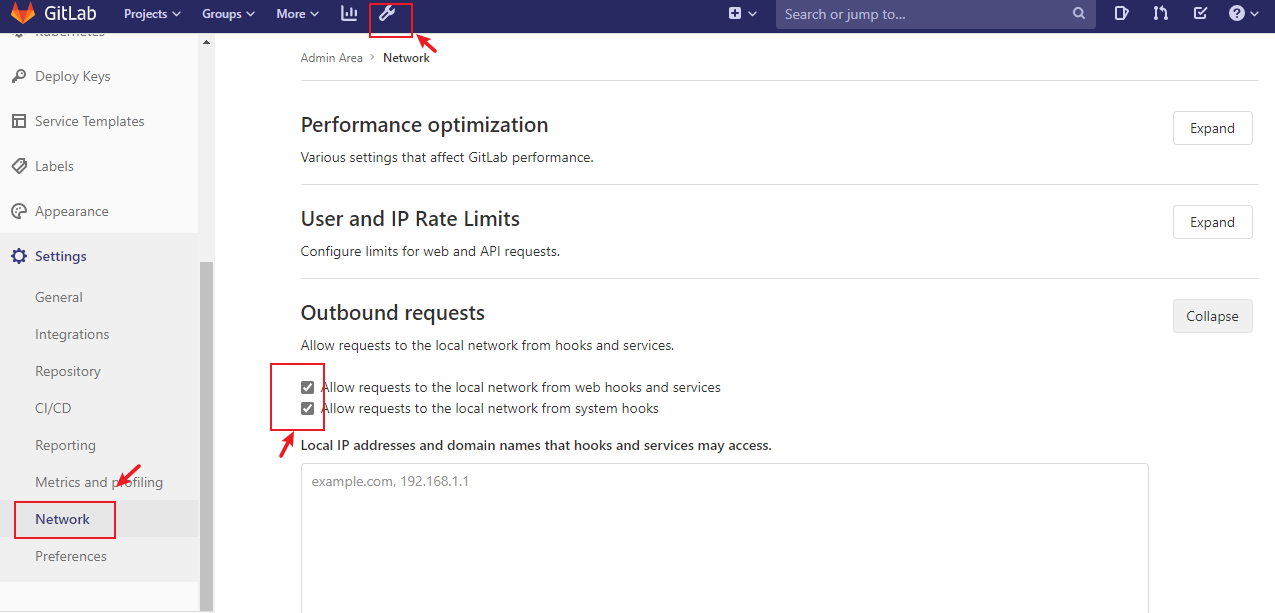 GitLab Projects Groups More Search or jump to...
Kubernetes
Deploy Keys
Service Templates
Labels
Appearance
Settings
General
Integrations
Repository
CI/CD
Reporting
Metrics and profiling
Network
Preferences
Admin Area > Network
Performance optimization
Expand
Various settings that affect GitLab performance.
User and IP Rate Limits
Expand
Configure limits for web and API requests.
Outbound requests
Collapse
Allow requests to the local network from hooks and services.
Allow requests to the local network from web hooks and services
Allow requests to the local network from system hooks
Local IP addresses and domain names that hooks and services may access.
example.com, 192.168.1.1